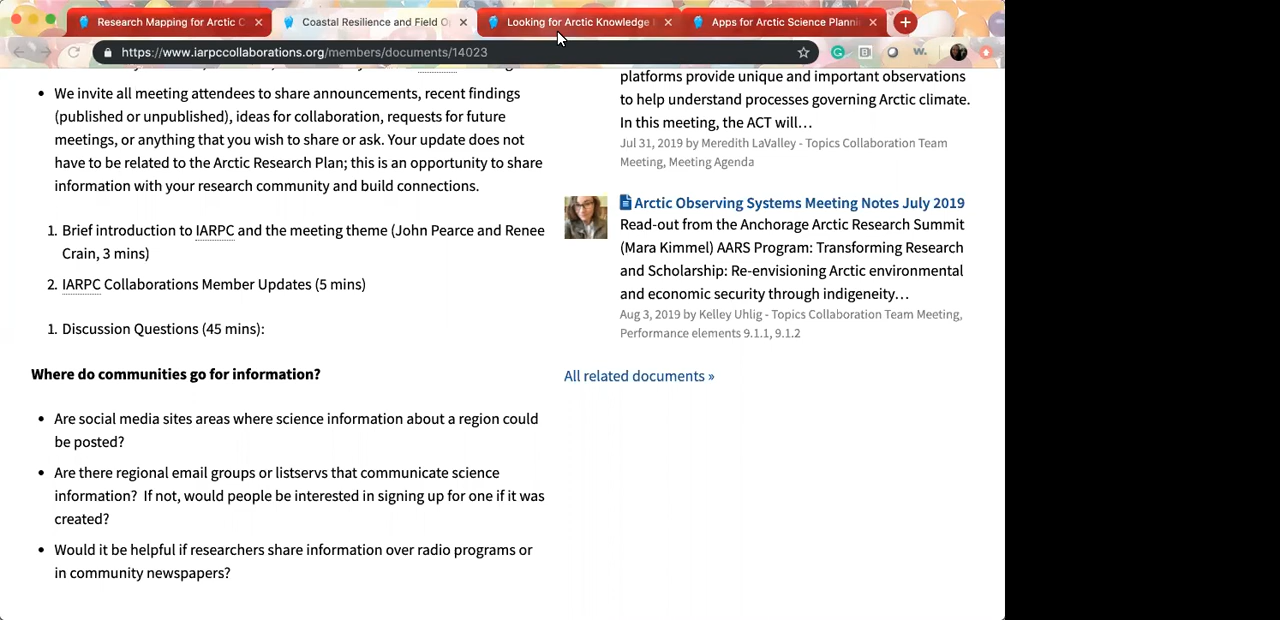 Research Mapping for Arctic C
Coastal Resilience and Field O
Looking for Arctic Knowledge
Apps for Arctic Science Planni
https://www.iarpccollaborations.org/members/documents/14023
We invite all meeting attendees to share announcements, recent findings
(published or unpublished), ideas for collaboration, requests for future
meetings, or anything that you wish to share or ask. Your update does not
have to be related to the Arctic Research Plan; this is an opportunity to share
information with your research community and build connections.
1. Brief introduction to IARPC and the meeting theme (John Pearce and Renee
Crain, 3 mins)
2. IARPC Collaborations Member Updates (5 mins)
1. Discussion Questions (45 mins):
Where do communities go for information?
Are social media sites areas where science information about a region could
be posted?
Are there regional email groups or listservs that communicate science
information? If not, would people be interested in signing up for one if it was
created?
Would it be helpful if researchers share information over radio programs or
in community newspapers?
platforms provide unique and important observations
to help understand processes governing Arctic climate.
In this meeting, the ACT will…
Jul 31, 2019 by Meredith LaValley - Topics Collaboration Team
Meeting, Meeting Agenda
Arctic Observing Systems Meeting Notes July 2019
Read-out from the Anchorage Arctic Research Summit
(Mara Kimmel) AARS Program: Transforming Research
and Scholarship: Re-envisioning Arctic environmental
and economic security through indigeneity…
Aug 3, 2019 by Kelley Uhlig - Topics Collaboration Team Meeting,
Performance elements 9.1.1, 9.1.2
All related documents »